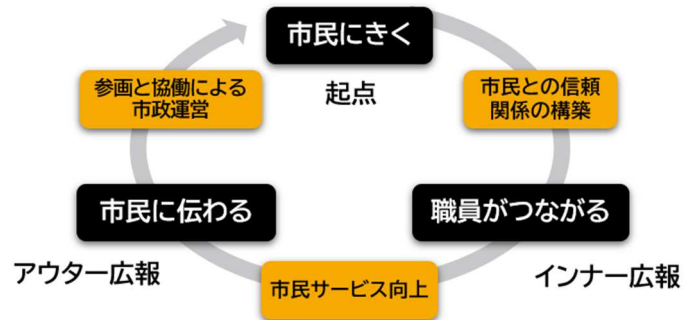 市民にきく
起点
参画と協働による
市政運営
市民との信頼
関係の構築
市民に伝わる
職員がつながる
アウター広報
市民サービス向上
インナー広報